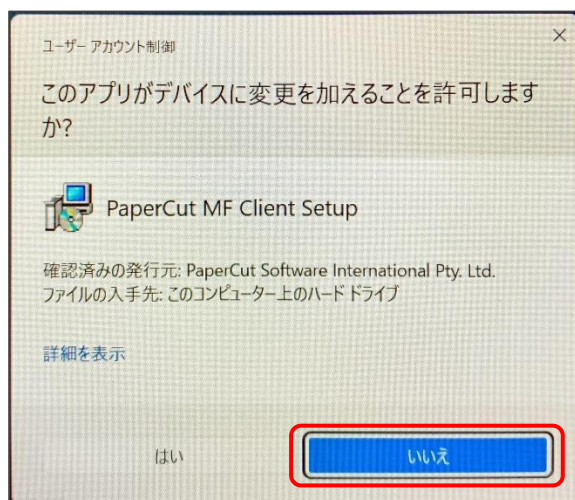 ユーザー アカウント制御
このアプリがデバイスに変更を加えることを許可します
か?
PaperCut MF Client Setup
確認済みの発行元: PaperCut Software International Pty. Ltd.
ファイルの入手先: このコンピューター上のハード ドライブ
詳細を表示
はい
いいえ